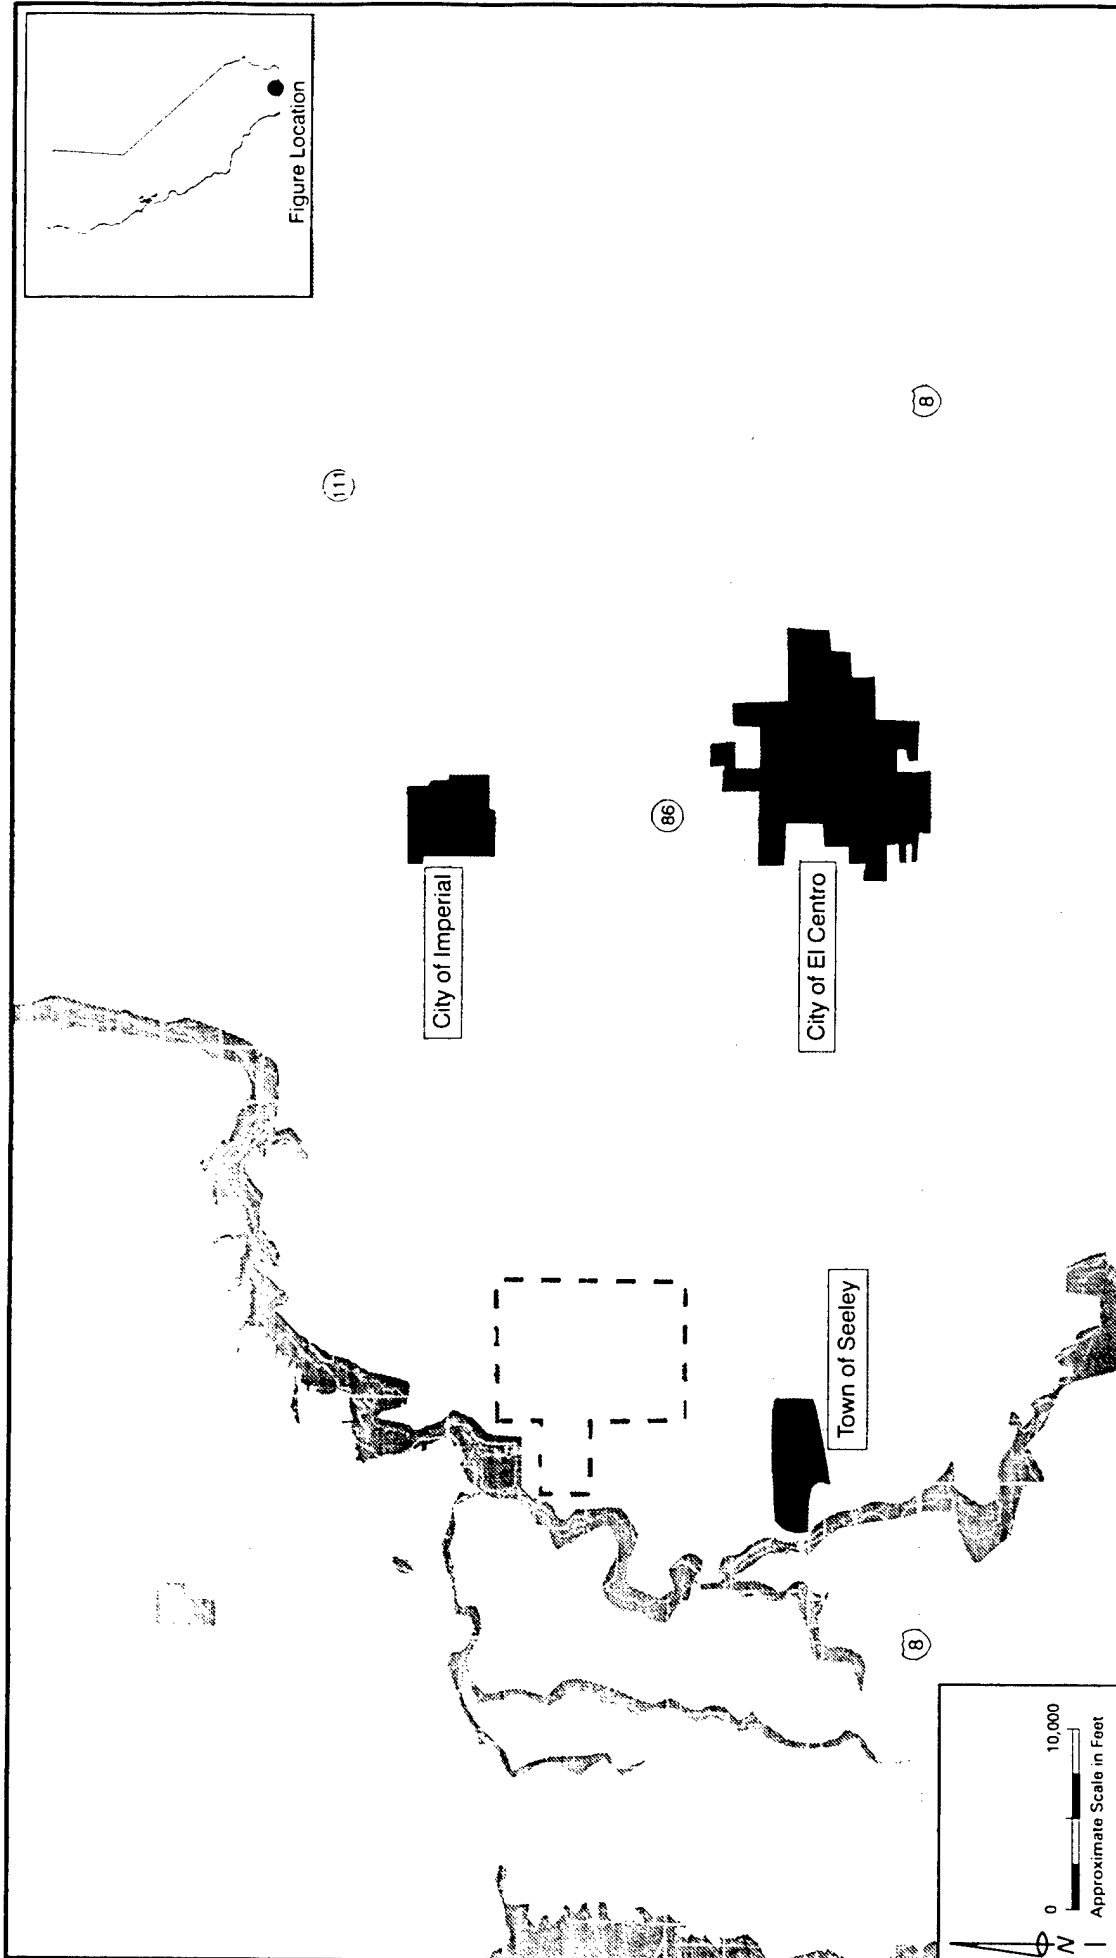 Figure Location
111
City of Imperial
86
8
City of El Centro
Town of Seeley
8
0
10,000
Approximate Scale in Feet
N